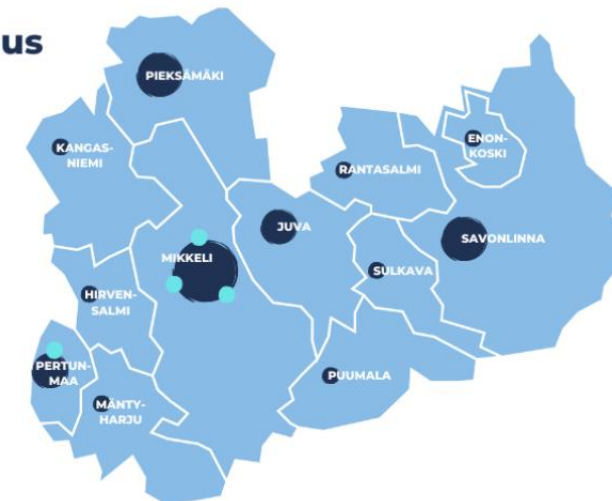 us
PIEKSÄMÄKI
KANGAS-
NIEMI
ENON-
KOSKI
RANTASALMI
JUVA
SAVONLINNA
MIKKELI
SULKAVA
HIRVEN-
SALMI
PERTUN-
MAA
PUUMALA
MÄNTY-
HARJU